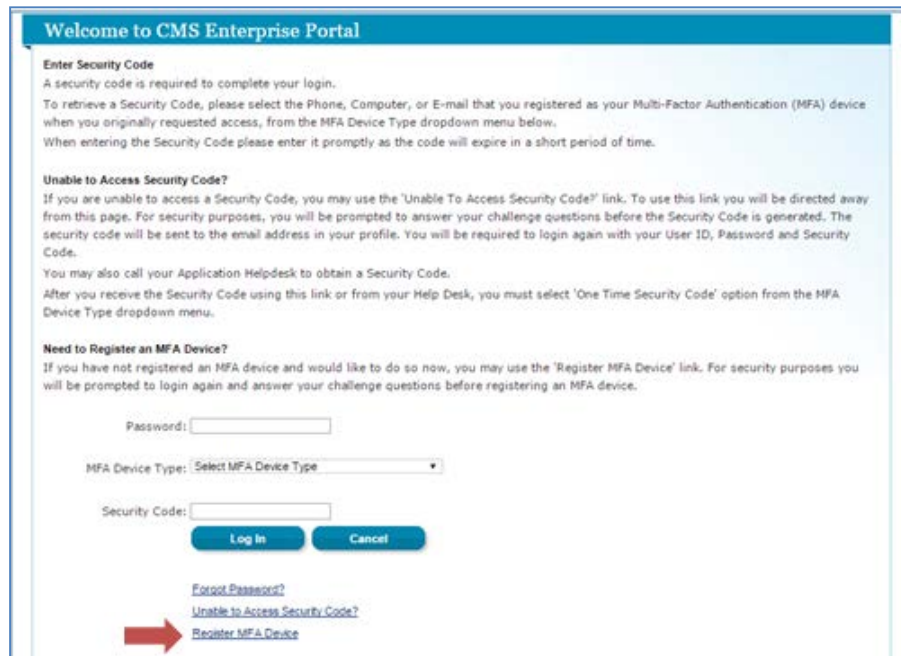 Welcome to CMS Enterprise Portal
Enter Security Code
A security code is required to complete your login.
To retrieve a Security Code, please select the Phone, Computer, or E-mail that you registered as your Multi-Factor Authentication (MFA) device
when you originally requested access, from the MFA Device Type dropdown menu below.
When entering the Security Code please enter it promptly as the code will expire in a short period of time.
Unable to Access Security Code?
If you are unable to access a Security Code, you may use the 'Unable To Access Security Code?' link. To use this link you will be directed away
from this page. For security purposes, you will be prompted to answer your challenge questions before the Security Code is generated. The
security code will be sent to the email address in your profile. You will be required to login again with your User ID, Password and Security
Code.
You may also call your Application Helpdesk to obtain a Security Code.
After you receive the Security Code using this link or from your Help Desk, you must select 'One Time Security Code' option from the MFA
Device Type dropdown menu.
Need to Register an MFA Device?
If you have not registered an MFA device and would like to do so now, you may use the 'Register MFA Device' link. For security purposes you
will be prompted to login again and answer your challenge questions before registering an MFA device.
Password:
MFA Device Type: Select MFA Device Type
Security Code:
Log In Cancel
Forgot Password?
Unable to Access Security Code?
Register MFA Device